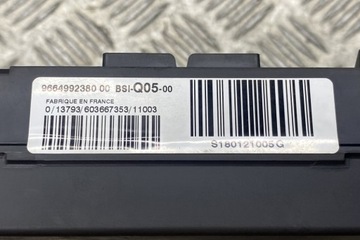 9664992380 00 BSI-Q05-00
FABRIQUE EN FRANCE
0/13793/603667353/11003
S180121005G